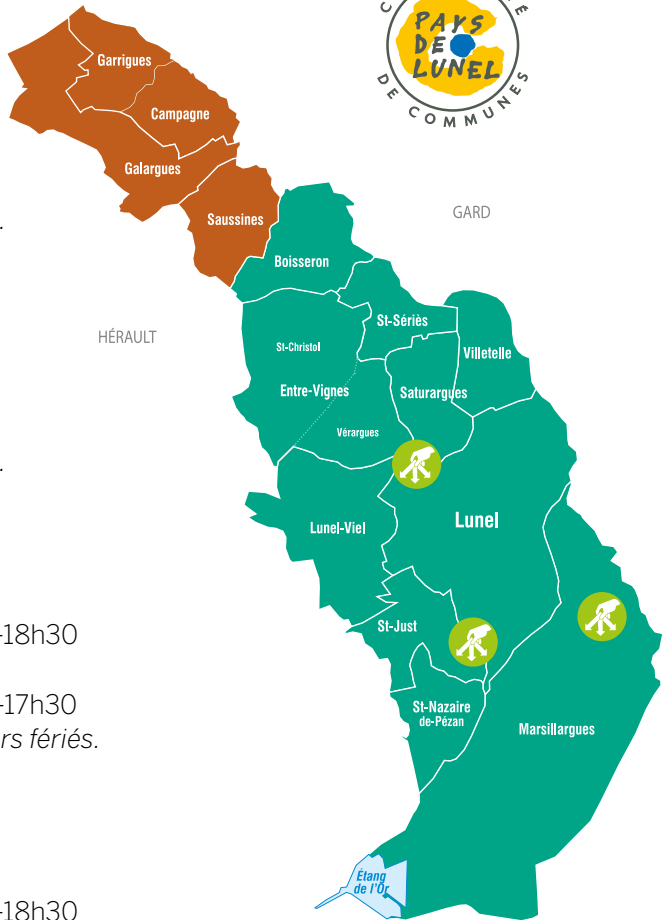 PAYS
DE
LUNEL
DE COMMUNES
Garrigues
Campagne
Galargues
Saussines
GARD
Boisseron
St-Sériès
HÉRAULT
St-Christol
Villetelle
Entre-Vignes
Saturargues
Vérargues
Lunel-Viel
Lunel
St-Just
-18h30
-17h30
rs fériés.
St-Nazaire
de-Pézan
Marsillargues
Étang
de l'Or
-18h30